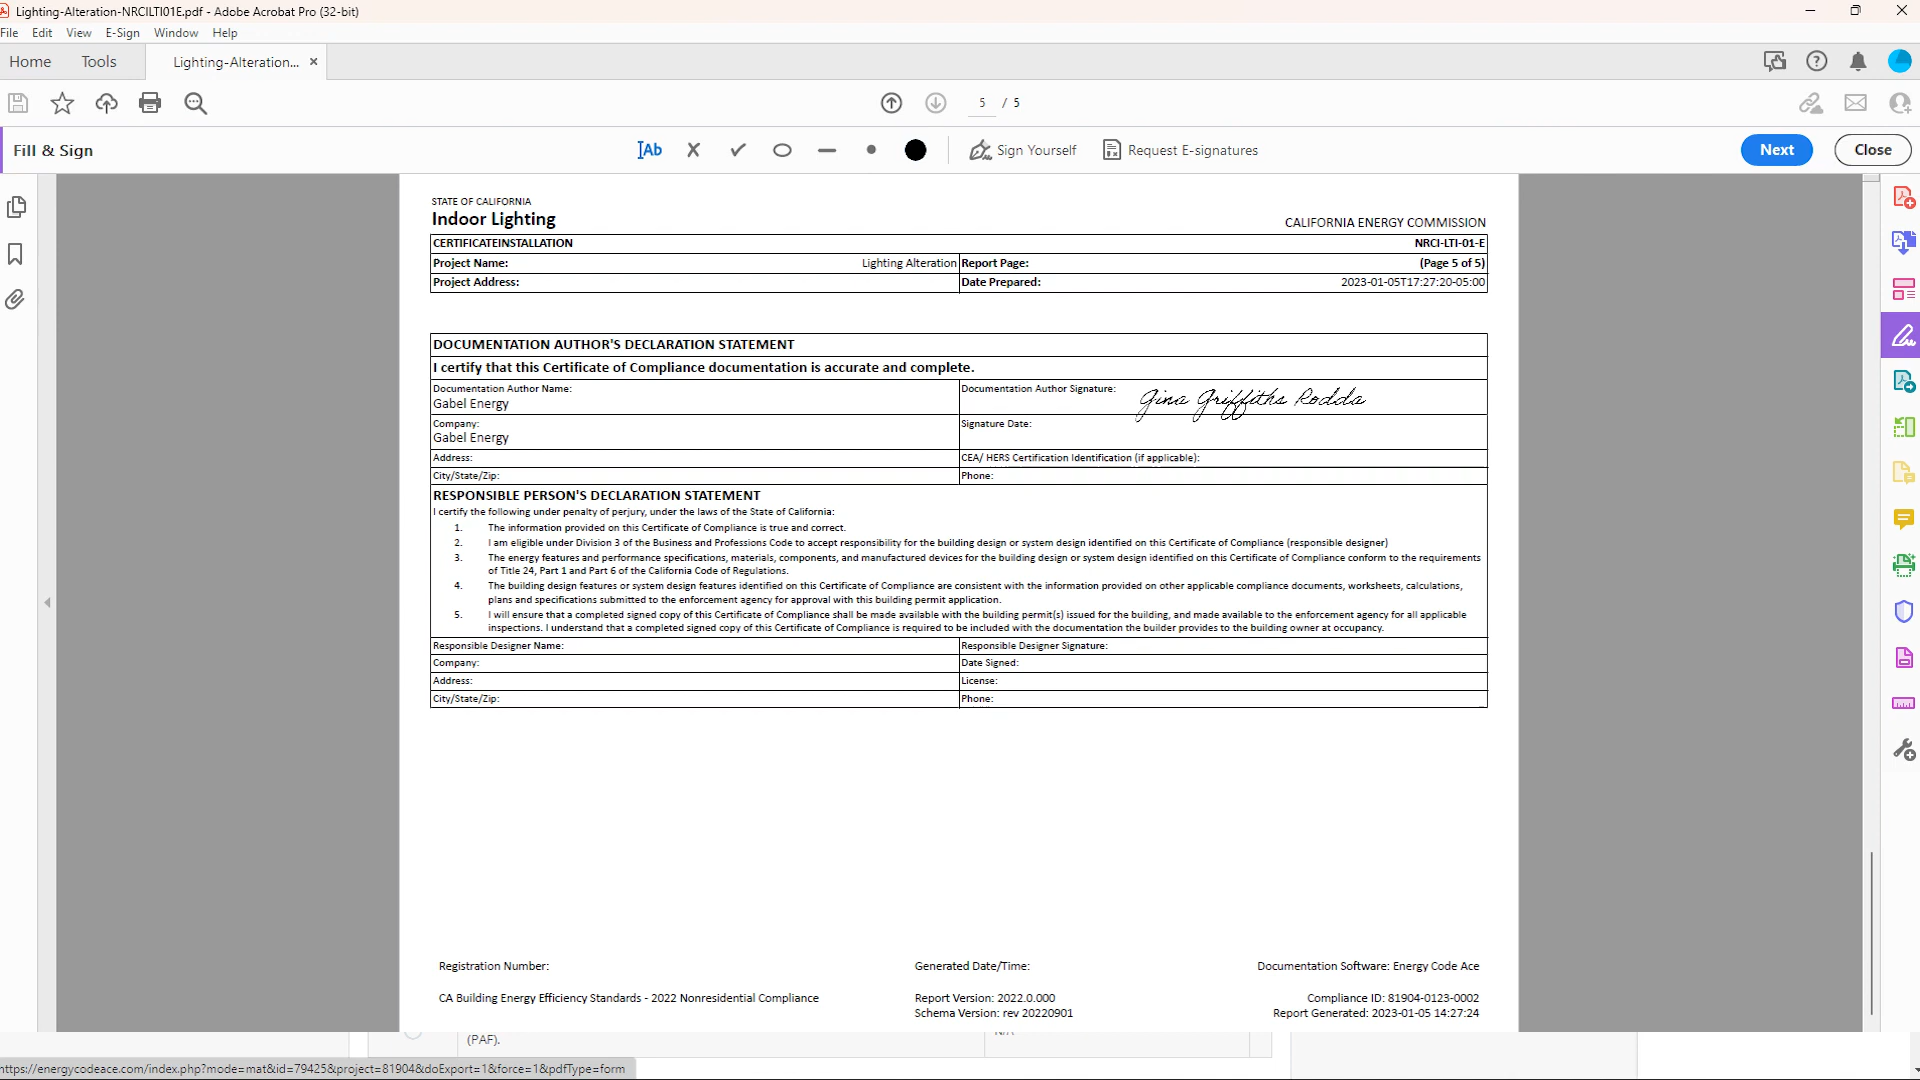 Lighting-Alteration-NRCILTI01E.pdf - Adobe Acrobat Pro (32-bit)
File Edit View E-Sign Window Help
Home Tools Lighting-Alteration... ×
5 / 5
Fill & Sign
Ab Sign Yourself Request E-signatures Next Close
STATE OF CALIFORNIA
Indoor Lighting
CALIFORNIA ENERGY COMMISSION
CERTIFICATEINSTALLATION NRCI-LTI-01-E
Project Name: Lighting Alteration Report Page: (Page 5 of 5)
Project Address: Date Prepared: 2023-01-05T17:27:20-05:00
DOCUMENTATION AUTHOR'S DECLARATION STATEMENT
I certify that this Certificate of Compliance documentation is accurate and complete.
Documentation Author Name: Documentation Author Signature: Gina Griffiths Rodda
Gabel Energy
Company: Signature Date:
Gabel Energy
Address: CEA/ HERS Certification Identification (if applicable):
City/State/Zip: Phone:
RESPONSIBLE PERSON'S DECLARATION STATEMENT
I certify the following under penalty of perjury, under the laws of the State of California:
1. The information provided on this Certificate of Compliance is true and correct.
2. I am eligible under Division 3 of the Business and Professions Code to accept responsibility for the building design or system design identified on this Certificate of Compliance (responsible designer)
3. The energy features and performance specifications, materials, components, and manufactured devices for the building design or system design identified on this Certificate of Compliance conform to the requirements
of Title 24, Part 1 and Part 6 of the California Code of Regulations.
4. The building design features or system design features identified on this Certificate of Compliance are consistent with the information provided on other applicable compliance documents, worksheets, calculations,
plans and specifications submitted to the enforcement agency for approval with this building permit application.
5. I will ensure that a completed signed copy of this Certificate of Compliance shall be made available with the building permit(s) issued for the building, and made available to the enforcement agency for all applicable
inspections. I understand that a completed signed copy of this Certificate of Compliance is required to be included with the documentation the builder provides to the building owner at occupancy.
Responsible Designer Name: Responsible Designer Signature:
Company: Date Signed:
Address: License:
City/State/Zip: Phone:
Registration Number: Generated Date/Time: Documentation Software: Energy Code Ace
CA Building Energy Efficiency Standards - 2022 Nonresidential Compliance Report Version: 2022.0.000 Compliance ID: 81904-0123-0002
Schema Version: rev 20220901 Report Generated: 2023-01-05 14:27:24
(PAF).
https://energycodeace.com/index.php?mode=mat&id=79425&project=81904&doExport=1&force=1&pdfType=form